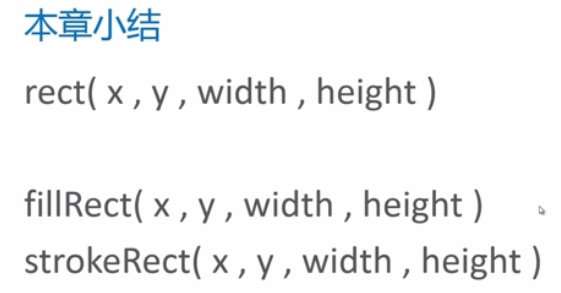 本章小结
rect( x , y , width , height )
fillRect( x , y , width , height )
strokeRect( x , y , width , height )